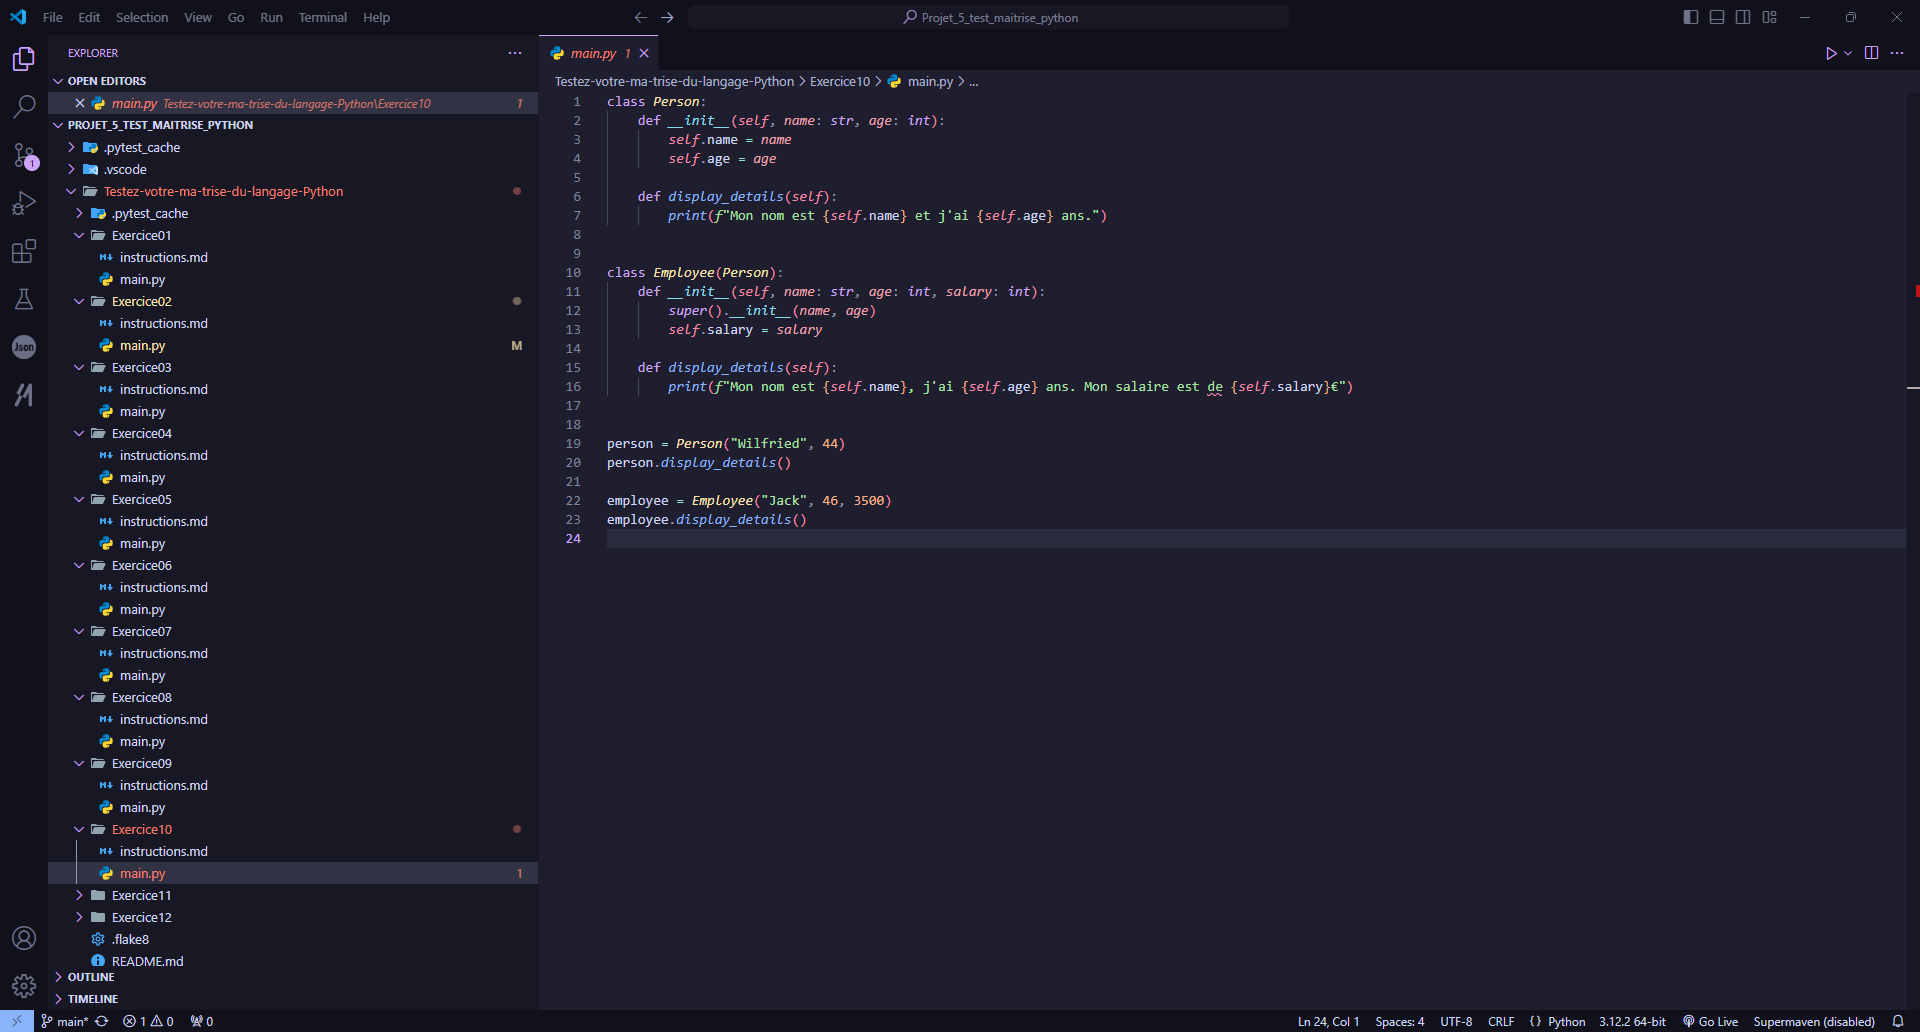 File Edit Selection View Go Run Terminal Help
Projet_5_test_maitrise_python
EXPLORER
OPEN EDITORS
main.py Testez-votre-ma-trise-du-langage-Python\Exercice10 1
PROJET_5_TEST_MAITRISE_PYTHON
.pytest_cache
.vscode
Testez-votre-ma-trise-du-langage-Python
.pytest_cache
Exercice01
instructions.md
main.py
Exercice02
instructions.md
main.py M
Exercice03
instructions.md
main.py
Exercice04
instructions.md
main.py
Exercice05
instructions.md
main.py
Exercice06
instructions.md
main.py
Exercice07
instructions.md
main.py
Exercice08
instructions.md
main.py
Exercice09
instructions.md
main.py
Exercice10
instructions.md
main.py 1
Exercice11
Exercice12
.flake8
README.md
OUTLINE
TIMELINE
1
Json
main.py 1
Testez-votre-ma-trise-du-langage-Python > Exercice10 > main.py > ...
1 class Person:
2     def __init__(self, name: str, age: int):
3         self.name = name
4         self.age = age
5
6     def display_details(self):
7         print(f"Mon nom est {self.name} et j'ai {self.age} ans.")
8
9
10 class Employee(Person):
11     def __init__(self, name: str, age: int, salary: int):
12         super().__init__(name, age)
13         self.salary = salary
14
15     def display_details(self):
16         print(f"Mon nom est {self.name}, j'ai {self.age} ans. Mon salaire est de {self.salary}€")
17
18
19 person = Person("Wilfried", 44)
20 person.display_details()
21
22 employee = Employee("Jack", 46, 3500)
23 employee.display_details()
24
main* 1 0 0 Ln 24, Col 1 Spaces: 4 UTF-8 CRLF {} Python 3.12.2 64-bit Go Live Supermaven (disabled)